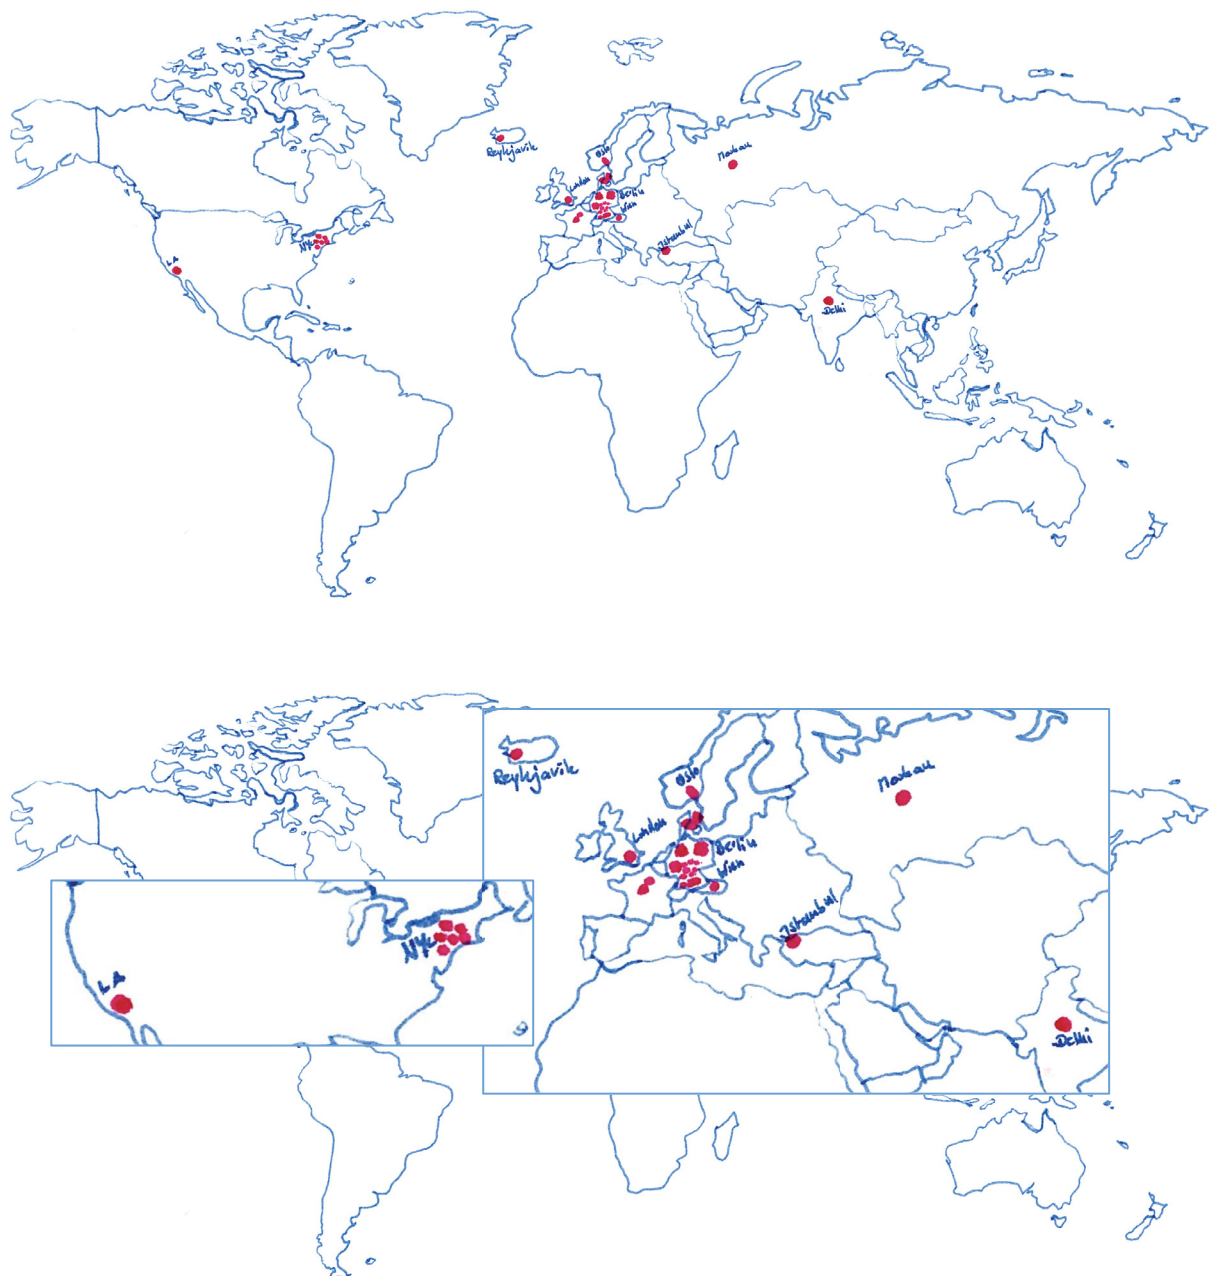 Reykjavik
Oslo
Moskau
London
Berlin
Wien
Istanbul
NYC
LA
Delhi
Reykjavik
Oslo
Moskau
London
Berlin
Wien
Istanbul
NYC
LA
Delhi